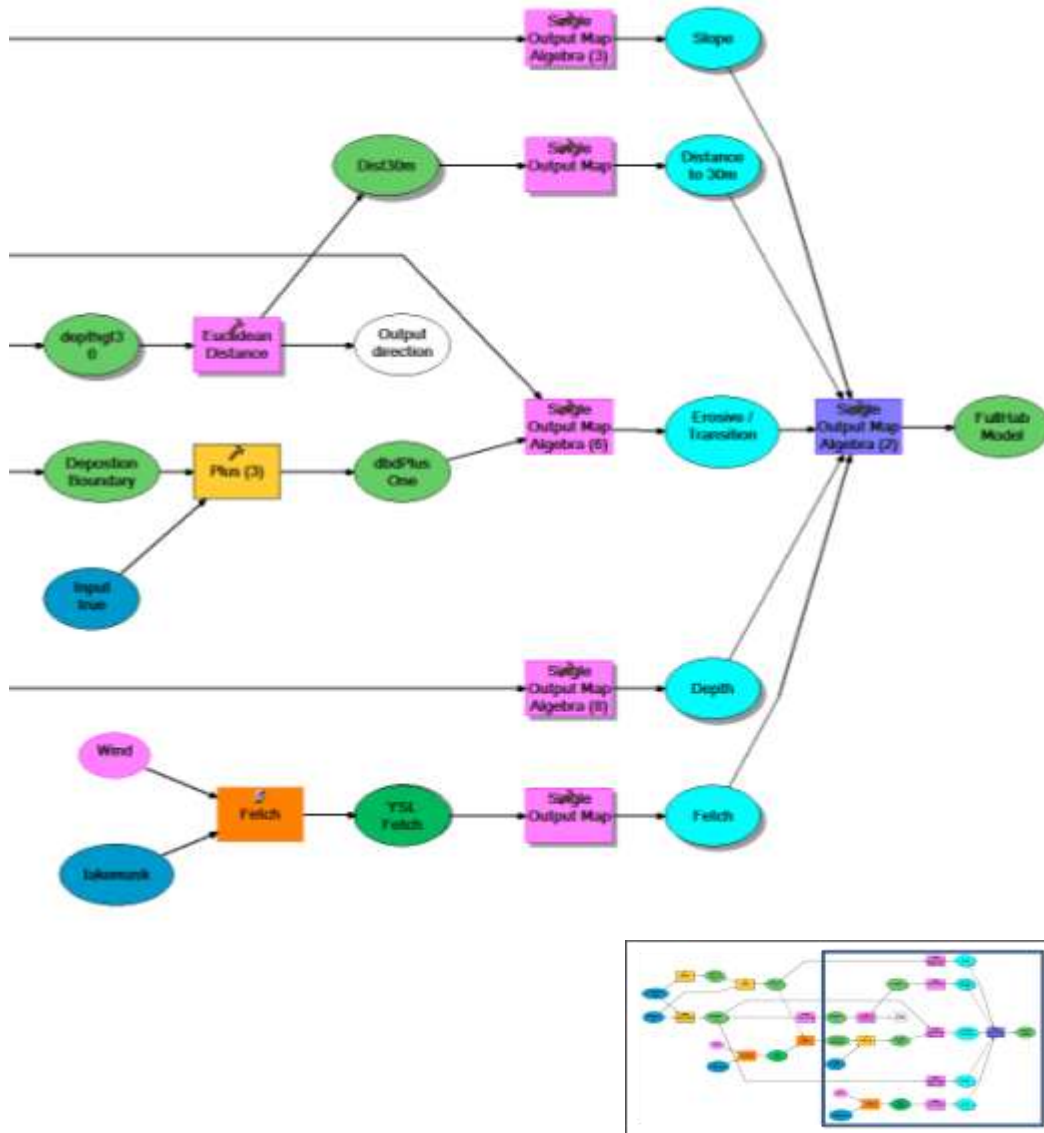 Single
Output Map
Algebra (3)
Slope
Dist30m
Single
Output Map
Distance
to 30m
depthgt3
0
Euclidean
Distance
Output
direction
Single
Output Map
Algebra (6)
Erosive /
Transition
Single
Output Map
Algebra (2)
FullHab
Model
Depostion
Boundary
Plus (3)
dbdPlus
One
Input
true
Single
Output Map
Algebra (8)
Depth
Wind
Fetch
YSL
Fetch
Single
Output Map
Fetch
lakemask